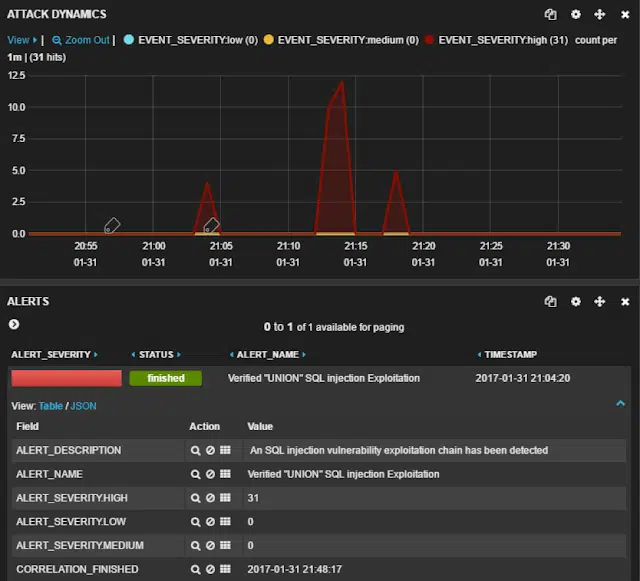 ATTACK DYNAMICS
View | Zoom Out | EVENT_SEVERITY:low (0) EVENT_SEVERITY:medium (0) EVENT_SEVERITY:high (31) count per
1m | (31 hits)
12.5
10.0
7.5
5.0
2.5
0.0
20:55 21:00 21:05 21:10 21:15 21:20 21:25 21:30
01-31 01-31 01-31 01-31 01-31 01-31 01-31 01-31
ALERTS
0 to 1 of 1 available for paging
ALERT_SEVERITY STATUS ALERT_NAME TIMESTAMP
finished Verified "UNION" SQL injection Exploitation 2017-01-31 21:04:20
View: Table / JSON
Field Action Value
ALERT_DESCRIPTION An SQL injection vulnerability exploitation chain has been detected
ALERT_NAME Verified "UNION" SQL injection Exploitation
ALERT_SEVERITY.HIGH 31
ALERT_SEVERITY.LOW 0
ALERT_SEVERITY.MEDIUM 0
CORRELATION_FINISHED 2017-01-31 21:48:17